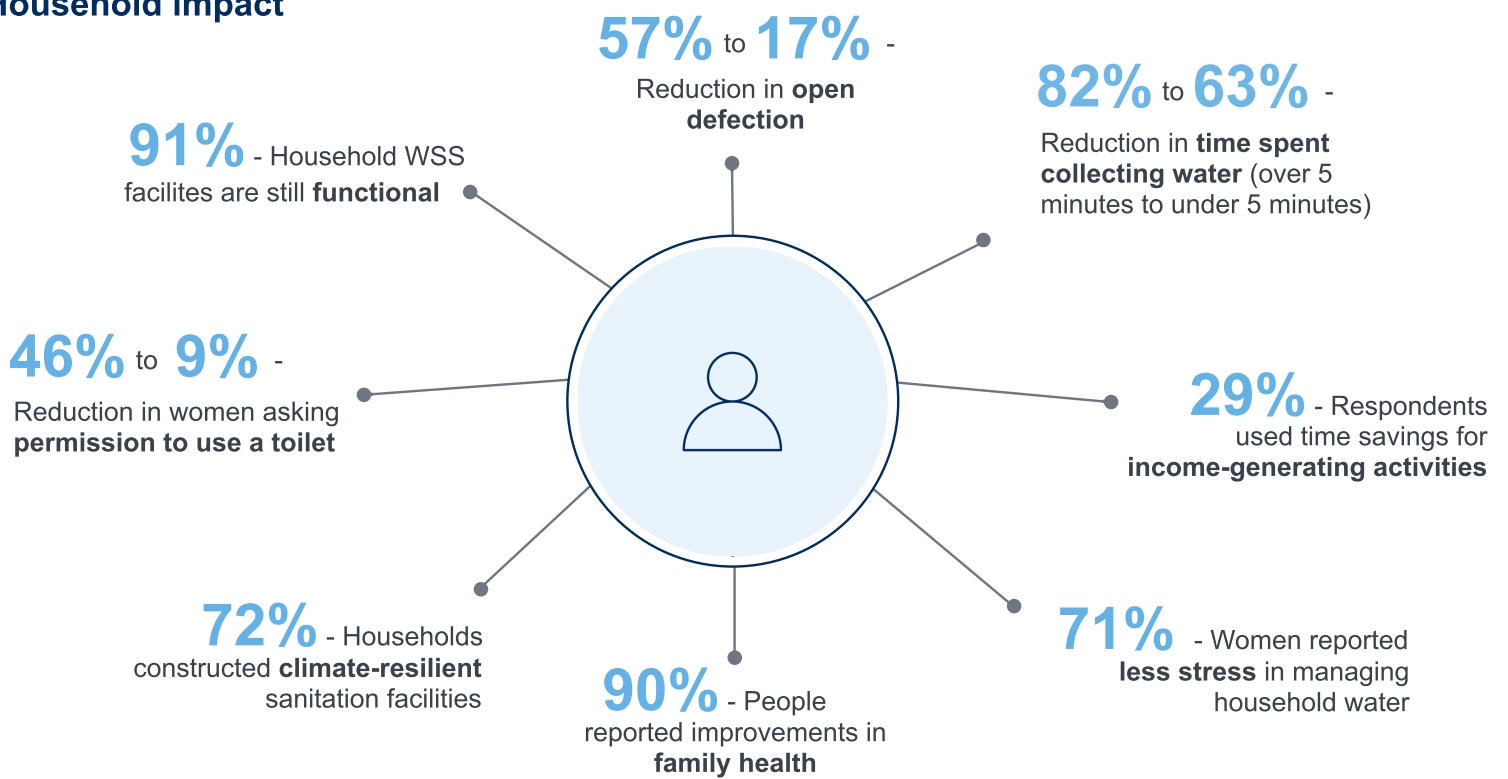 Household Impact
57% to 17% -
Reduction in open
defection
82% to 63% -
Reduction in time spent
collecting water (over 5
minutes to under 5 minutes)
91% - Household WSS
facilites are still functional
46% to 9% -
Reduction in women asking
permission to use a toilet
29% - Respondents
used time savings for
income-generating activities
72% - Households
constructed climate-resilient
sanitation facilities
90% - People
reported improvements in
family health
71% - Women reported
less stress in managing
household water